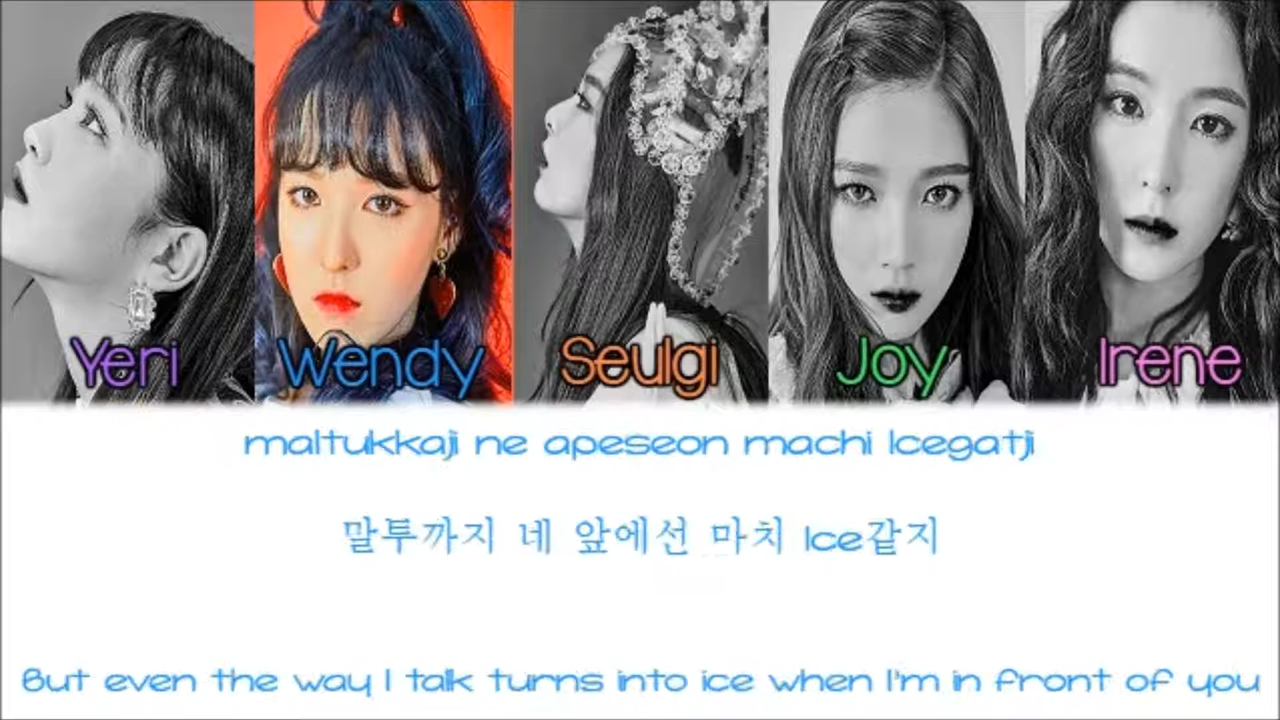 Yeri Wendy Seulgi Joy Irene
maltukkaji ne apeseon machi Icegatji
말투까지 네 앞에선 마치 Ice같지
But even the way I talk turns into ice when I'm in front of you